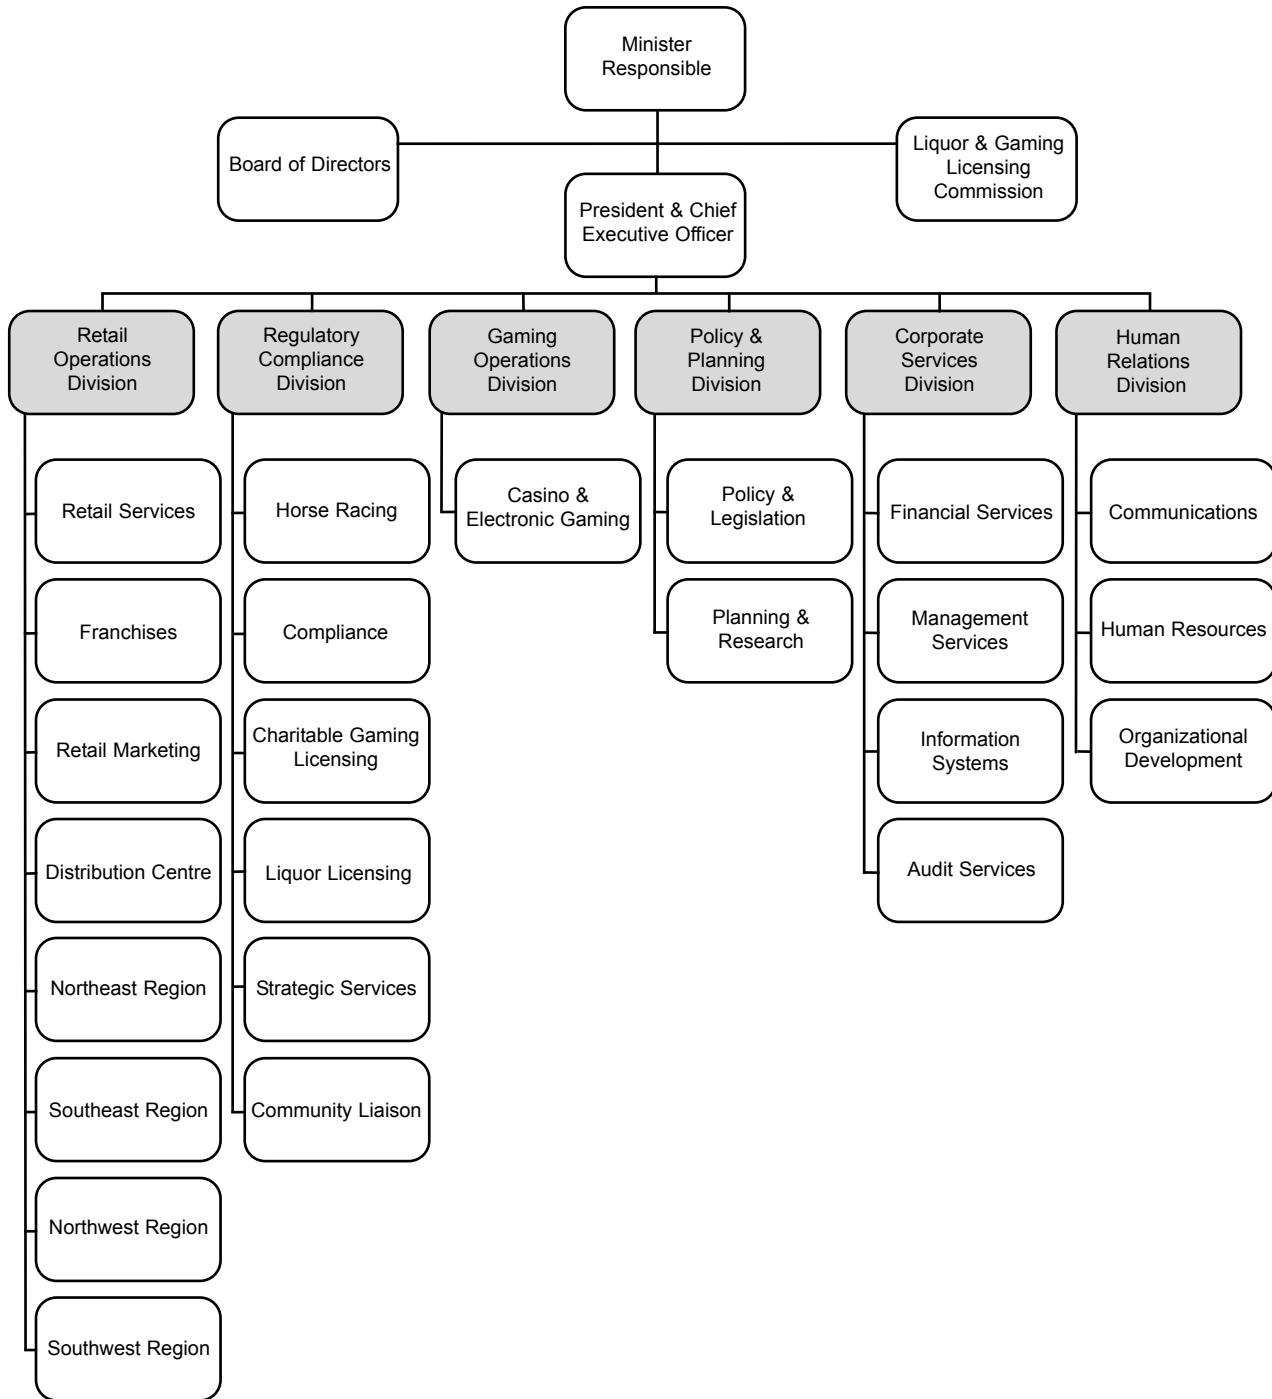 Minister
Responsible
Board of Directors
Liquor & Gaming
Licensing
Commission
President & Chief
Executive Officer
Retail
Operations
Division
Regulatory
Compliance
Division
Gaming
Operations
Division
Policy &
Planning
Division
Corporate
Services
Division
Human
Relations
Division
Retail Services
Franchises
Retail Marketing
Distribution Centre
Northeast Region
Southeast Region
Northwest Region
Southwest Region
Horse Racing
Compliance
Charitable Gaming
Licensing
Liquor Licensing
Strategic Services
Community Liaison
Casino &
Electronic Gaming
Policy &
Legislation
Planning &
Research
Financial Services
Management
Services
Information
Systems
Audit Services
Communications
Human Resources
Organizational
Development